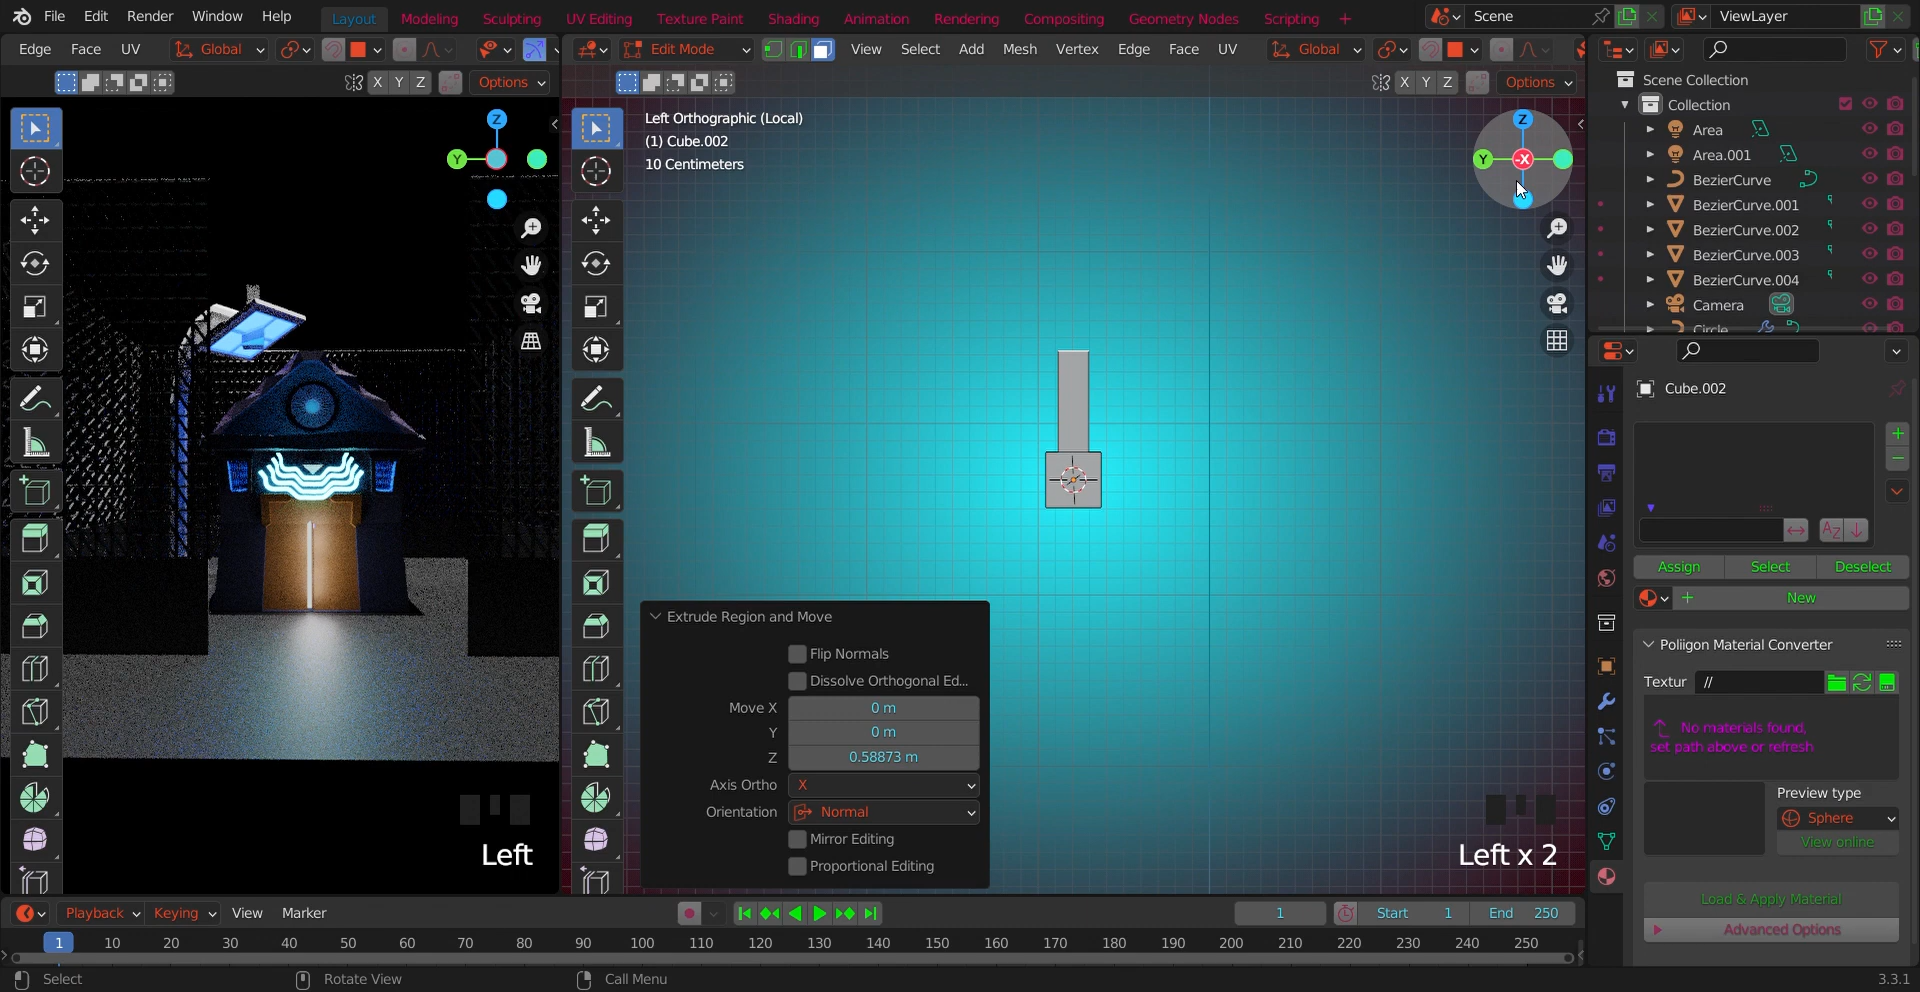 File Edit Render Window Help Layout Modeling Sculpting UV Editing Texture Paint Shading Animation Rendering Compositing Geometry Nodes Scripting + Scene ViewLayer
Edge Face UV Global Edit Mode View Select Add Mesh Vertex Edge Face UV Global
X Y Z Options X Y Z Options
Scene Collection
Collection
Area
Area.001
BezierCurve
BezierCurve.001
BezierCurve.002
BezierCurve.003
BezierCurve.004
Camera
Circle
Z
Y
Left Orthographic (Local)
(1) Cube.002
10 Centimeters
Z
Y -X
Cube.002
Assign Select Deselect
New
Poliigon Material Converter
Textur //
No materials found,
set path above or refresh
Preview type
Sphere
View online
Load & Apply Material
Advanced Options
Extrude Region and Move
Flip Normals
Dissolve Orthogonal Ed...
Move X 0 m
Y 0 m
Z 0.58873 m
Axis Ortho X
Orientation Normal
Mirror Editing
Proportional Editing
Left
Left x 2
Playback Keying View Marker 1 Start 1 End 250
1 10 20 30 40 50 60 70 80 90 100 110 120 130 140 150 160 170 180 190 200 210 220 230 240 250
Select Rotate View Call Menu 3.3.1